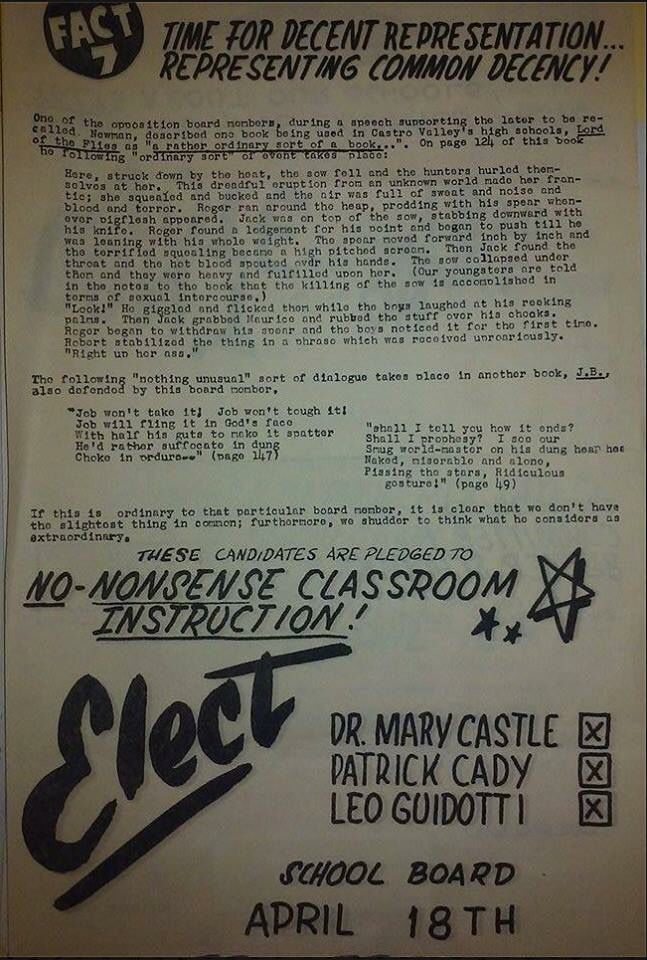 FACT
7
TIME FOR DECENT REPRESENTATION...
REPRESENTING COMMON DECENCY!
One of the opposition board members, during a speech supporting the later to be re-
called Newman, described one book being used in Castro Valley's high schools, Lord
of the Flies as "a rather ordinary sort of a book...". On page 124 of this book
he following "ordinary sort" of event takes place:
Here, struck down by the heat, the sow fell and the hunters hurled them-
selves at her. This dreadful eruption from an unknown world made her fran-
tic; she squealed and bucked and the air was full of sweat and noise and
blood and terror. Roger ran around the heap, prodding with his spear when-
ever pigflesh appeared. Jack was on top of the sow, stabbing downward with
his knife. Roger found a lodgement for his point and began to push till he
was leaning with his whole weight. The spear moved forward inch by inch and
the terrified squealing became a high pitched scream. Then Jack found the
throat and the hot blood spouted over his hands. The sow collapsed under
them and they were heavy and fulfilled upon her. (Our youngsters are told
in the notes to the book that the killing of the sow is accomplished in
terms of sexual intercourse.)
"Look!" He giggled and flicked them while the boys laughed at his reeking
palms. Then Jack grabbed Maurice and rubbed the stuff over his cheeks.
Roger began to withdraw his spear and the boys noticed it for the first time.
Robert stabilized the thing in a phrase which was received uproariously.
"Right up her ass."
The following "nothing unusual" sort of dialogue takes place in another book, J.B.,
also defended by this board member,
"Job won't take it! Job won't tough it!
Job will fling it in God's face
With half his guts to make it spatter
He'd rather suffocate in dung
Choke in ordure--" (page 147)
"shall I tell you how it ends?
Shall I prophesy? I see our
Smug world-master on his dung heap hee
Naked, miserable and alone,
Pissing the stars, Ridiculous
gesture!" (page 49)
If this is ordinary to that particular board member, it is clear that we don't have
the slightest thing in common; furthermore, we shudder to think what he considers as
extraordinary.
THESE CANDIDATES ARE PLEDGED TO
NO-NONSENSE CLASSROOM
INSTRUCTION!
Elect
DR. MARY CASTLE X
PATRICK CADY X
LEO GUIDOTTI X
SCHOOL BOARD
APRIL 18TH